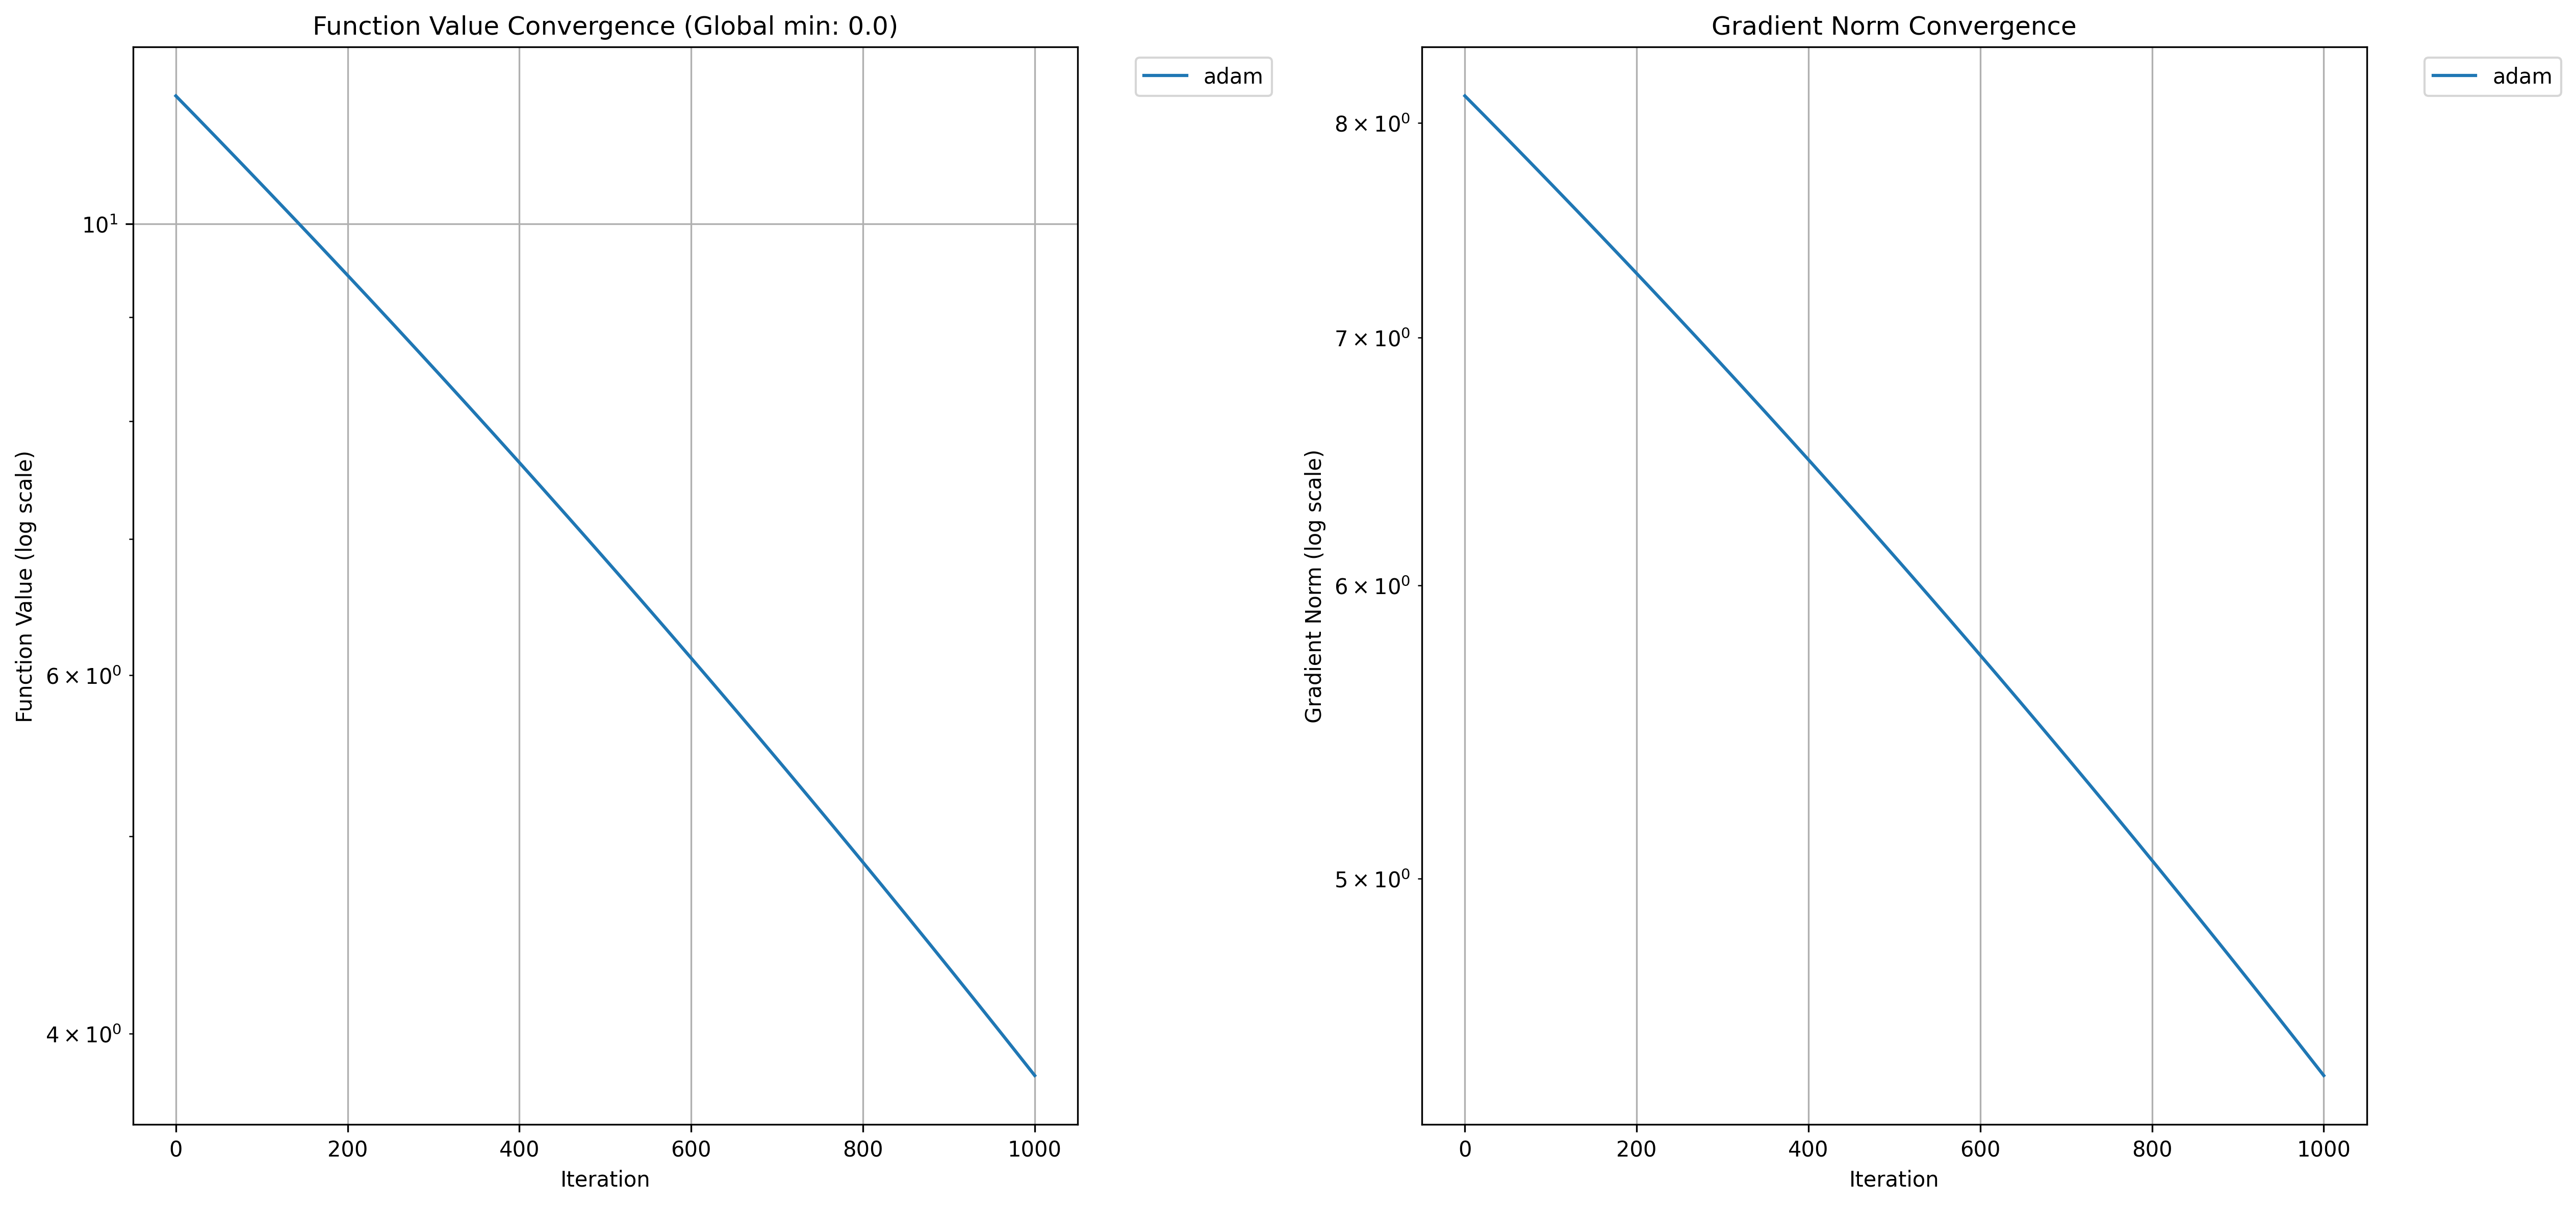 Function Value Convergence (Global min: 0.0)
adam
10¹
6 × 10⁰
4 × 10⁰
Function Value (log scale)
0 200 400 600 800 1000
Iteration
Gradient Norm Convergence
adam
8 × 10⁰
7 × 10⁰
6 × 10⁰
5 × 10⁰
Gradient Norm (log scale)
0 200 400 600 800 1000
Iteration